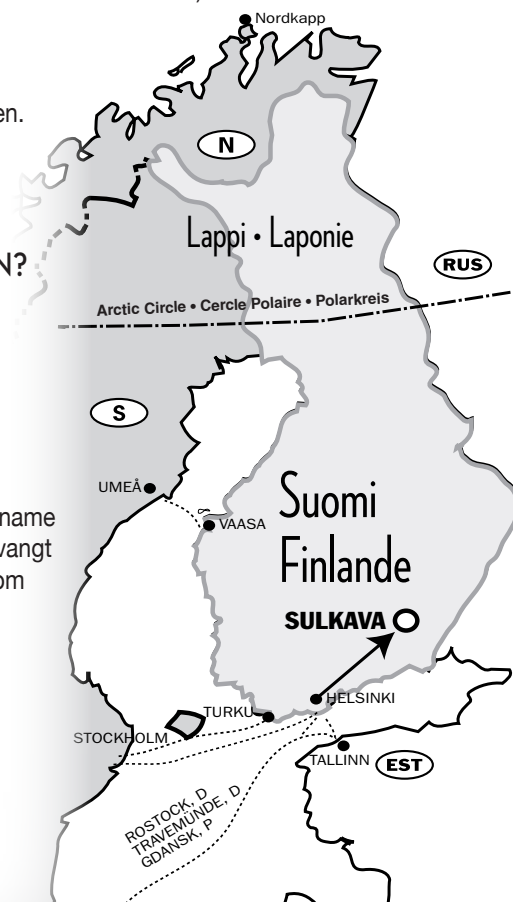 Nordkapp
en.
N
Lappi • Laponie
N?
RUS
Arctic Circle • Cercle Polaire • Polarkreis
S
UMEÅ
Suomi
Finlande
name
VAASA
vangt
om
SULKAVA
HELSINKI
TURKU
STOCKHOLM
TALLINN
EST
ROSTOCK, D
TRAVEMÜNDE, D
GDANSK, P